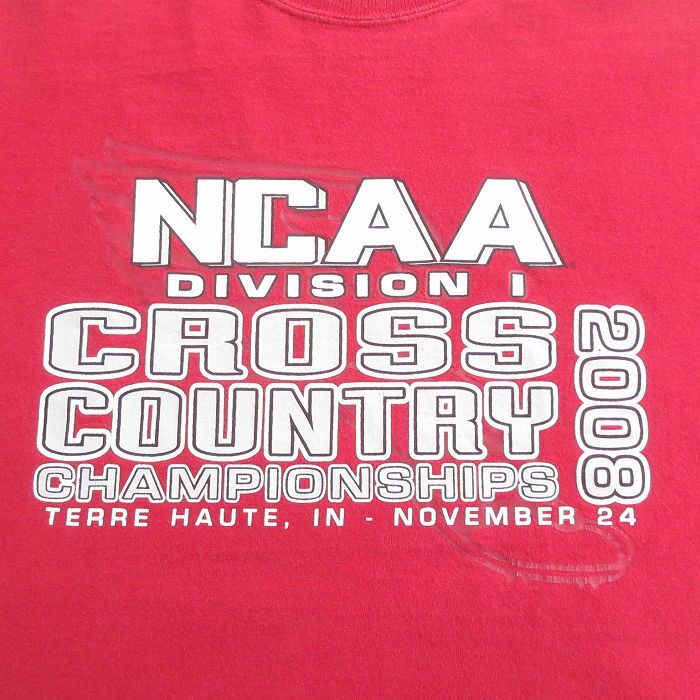 NCAA
DIVISION I
CROSS
COUNTRY
CHAMPIONSHIPS
2008
TERRE HAUTE, IN - NOVEMBER 24